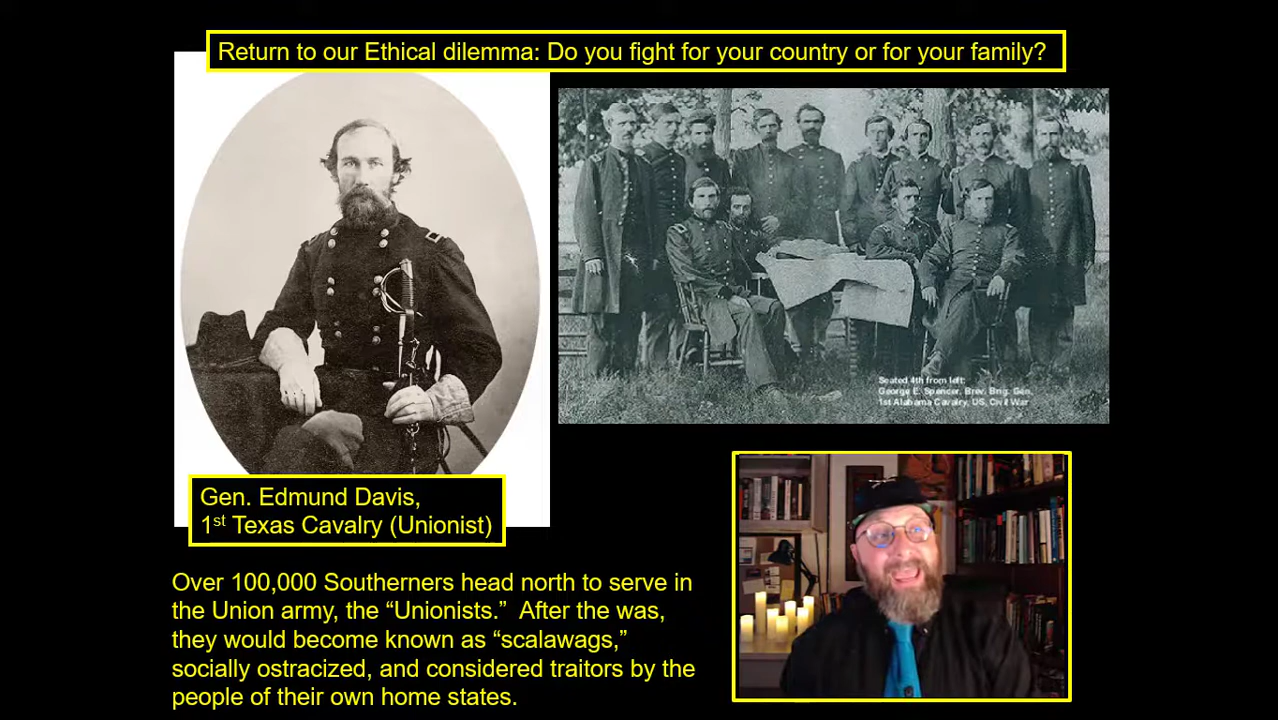 Return to our Ethical dilemma: Do you fight for your country or for your family?
Seated 4th from left:
George E. Spencer, Brev. Brig. Gen.
1st Alabama Cavalry, US, Civil War
Gen. Edmund Davis,
1st Texas Cavalry (Unionist)
Over 100,000 Southerners head north to serve in
the Union army, the “Unionists.” After the was,
they would become known as “scalawags,”
socially ostracized, and considered traitors by the
people of their own home states.